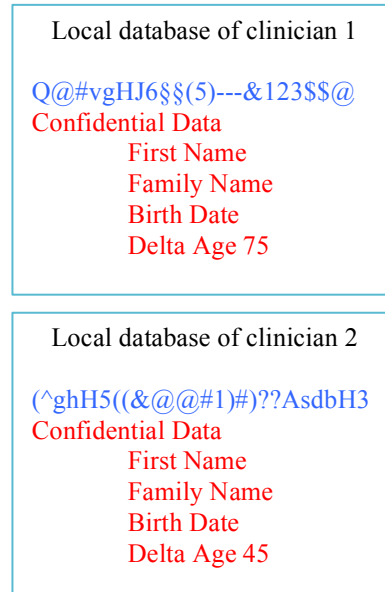 Local database of clinician 1
Q@#vgHJ6§§(5)---&123$$@
Confidential Data
First Name
Family Name
Birth Date
Delta Age 75
Local database of clinician 2
(^ghH5((&@@#1)#)??AsdbH3
Confidential Data
First Name
Family Name
Birth Date
Delta Age 45